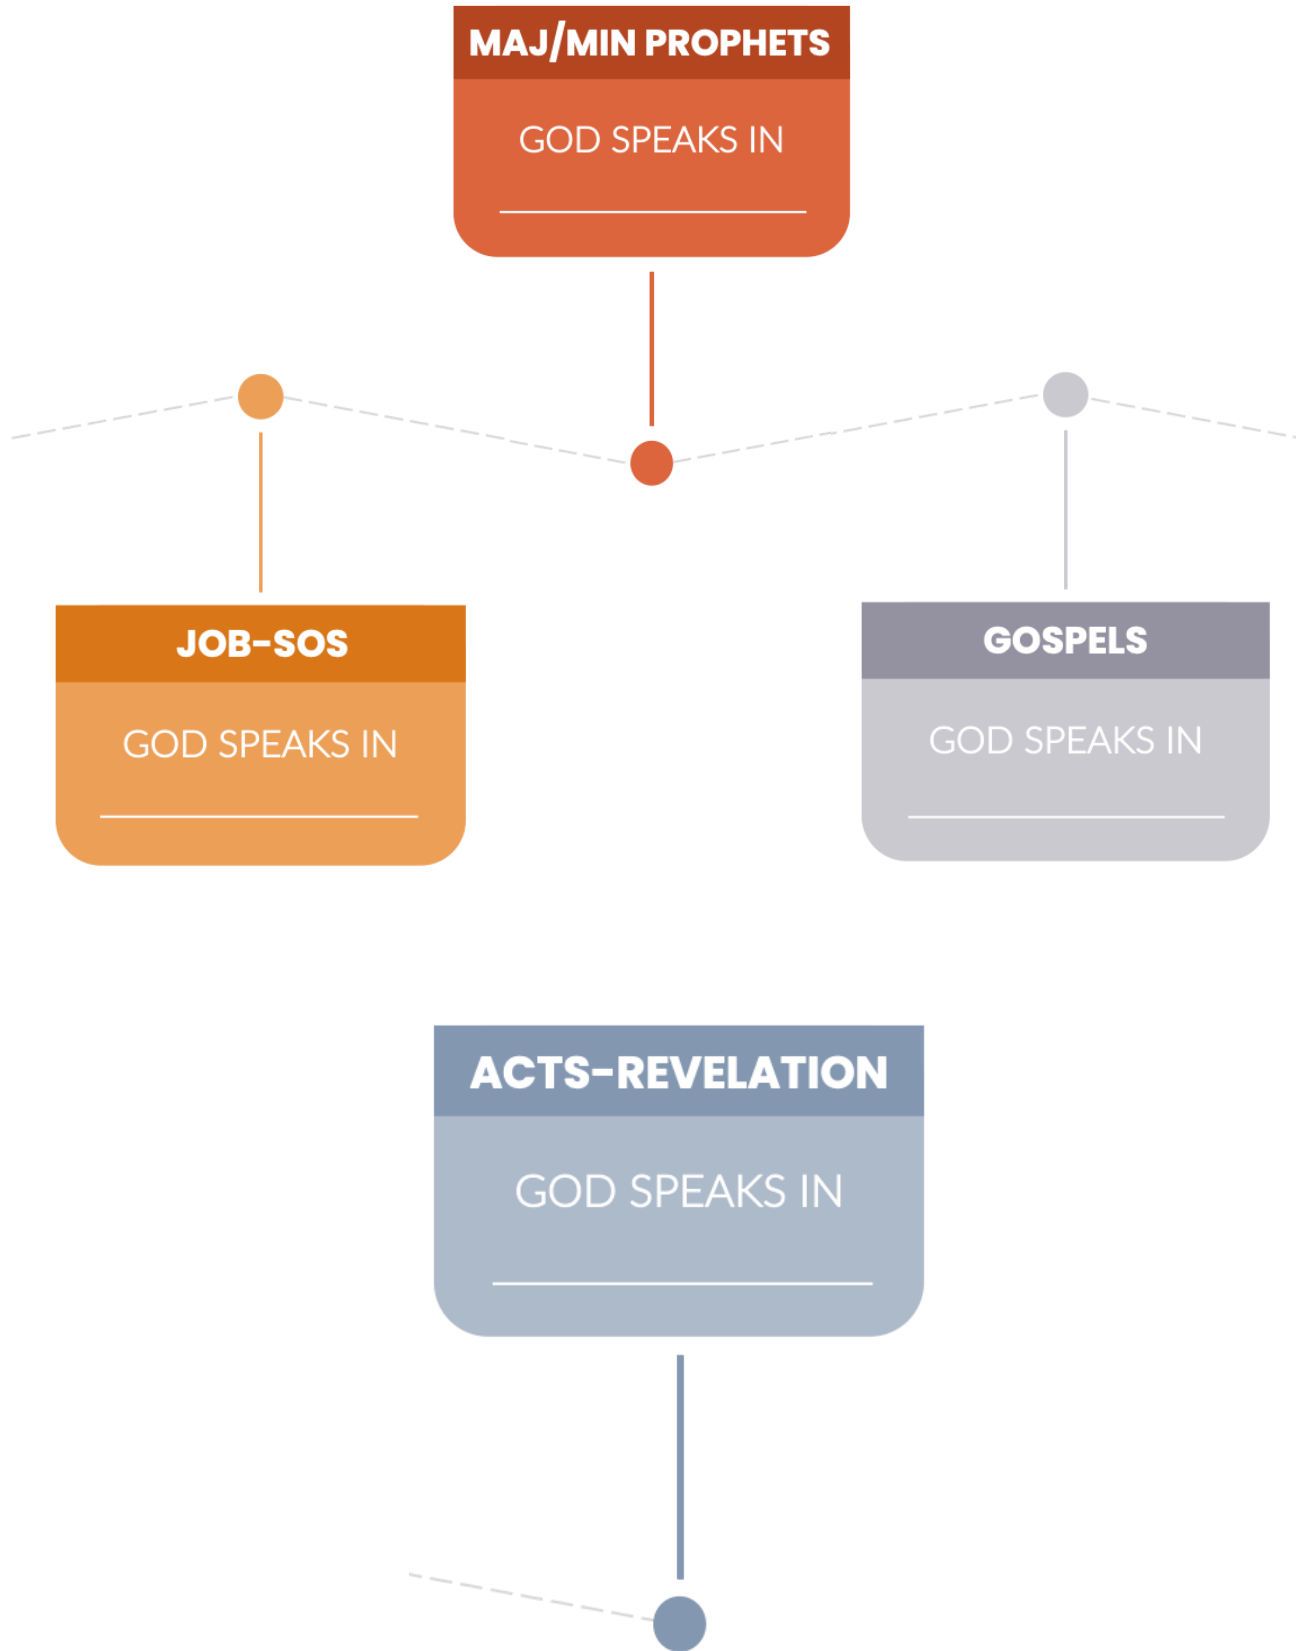 MAJ/MIN PROPHETS
GOD SPEAKS IN
JOB-SOS
GOD SPEAKS IN
GOSPELS
GOD SPEAKS IN
ACTS-REVELATION
GOD SPEAKS IN